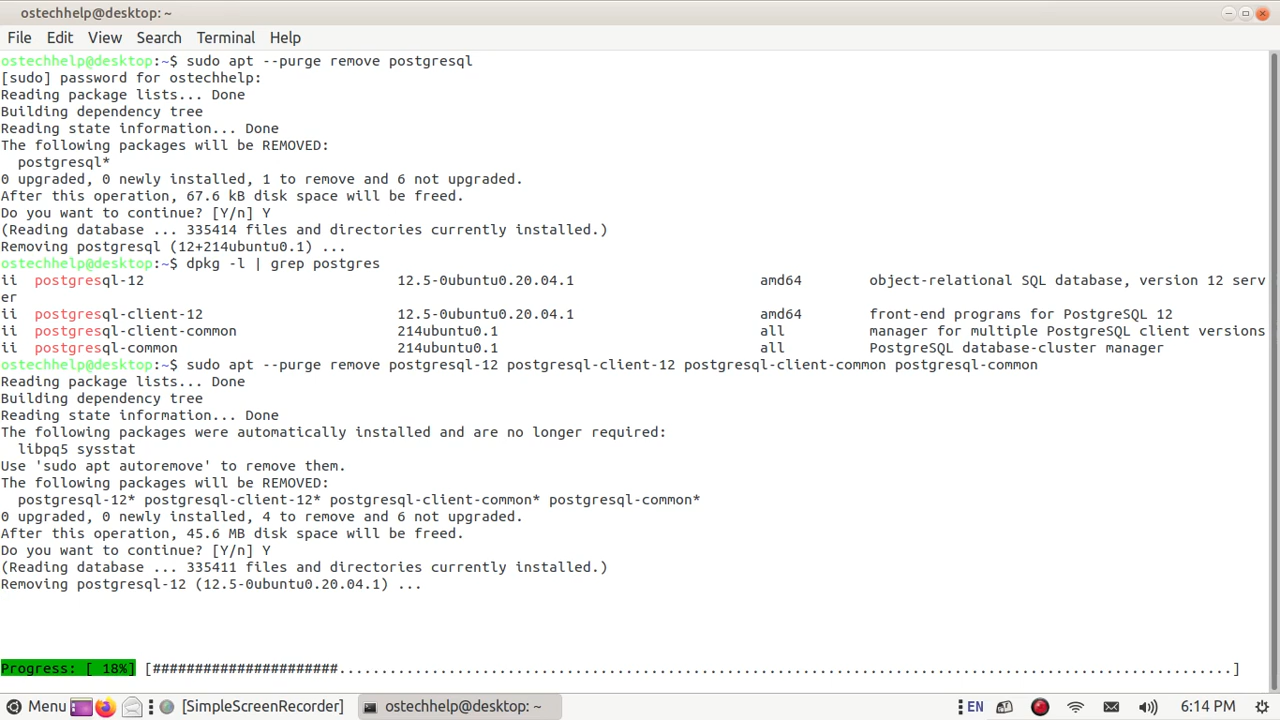 ostechhelp@desktop: ~
File Edit View Search Terminal Help
ostechhelp@desktop:~$ sudo apt --purge remove postgresql
[sudo] password for ostechhelp:
Reading package lists... Done
Building dependency tree
Reading state information... Done
The following packages will be REMOVED:
  postgresql*
0 upgraded, 0 newly installed, 1 to remove and 6 not upgraded.
After this operation, 67.6 kB disk space will be freed.
Do you want to continue? [Y/n] Y
(Reading database ... 335414 files and directories currently installed.)
Removing postgresql (12+214ubuntu0.1) ...
ostechhelp@desktop:~$ dpkg -l | grep postgres
ii  postgresql-12                              12.5-0ubuntu0.20.04.1                      amd64        object-relational SQL database, version 12 serv
er
ii  postgresql-client-12                       12.5-0ubuntu0.20.04.1                      amd64        front-end programs for PostgreSQL 12
ii  postgresql-client-common                   214ubuntu0.1                               all          manager for multiple PostgreSQL client versions
ii  postgresql-common                          214ubuntu0.1                               all          PostgreSQL database-cluster manager
ostechhelp@desktop:~$ sudo apt --purge remove postgresql-12 postgresql-client-12 postgresql-client-common postgresql-common
Reading package lists... Done
Building dependency tree
Reading state information... Done
The following packages were automatically installed and are no longer required:
  libpq5 sysstat
Use 'sudo apt autoremove' to remove them.
The following packages will be REMOVED:
  postgresql-12* postgresql-client-12* postgresql-client-common* postgresql-common*
0 upgraded, 0 newly installed, 4 to remove and 6 not upgraded.
After this operation, 45.6 MB disk space will be freed.
Do you want to continue? [Y/n] Y
(Reading database ... 335411 files and directories currently installed.)
Removing postgresql-12 (12.5-0ubuntu0.20.04.1) ...
Progress: [ 18%] [######################..........................................................................................................]
Menu [SimpleScreenRecorder] ostechhelp@desktop: ~ EN 6:14 PM